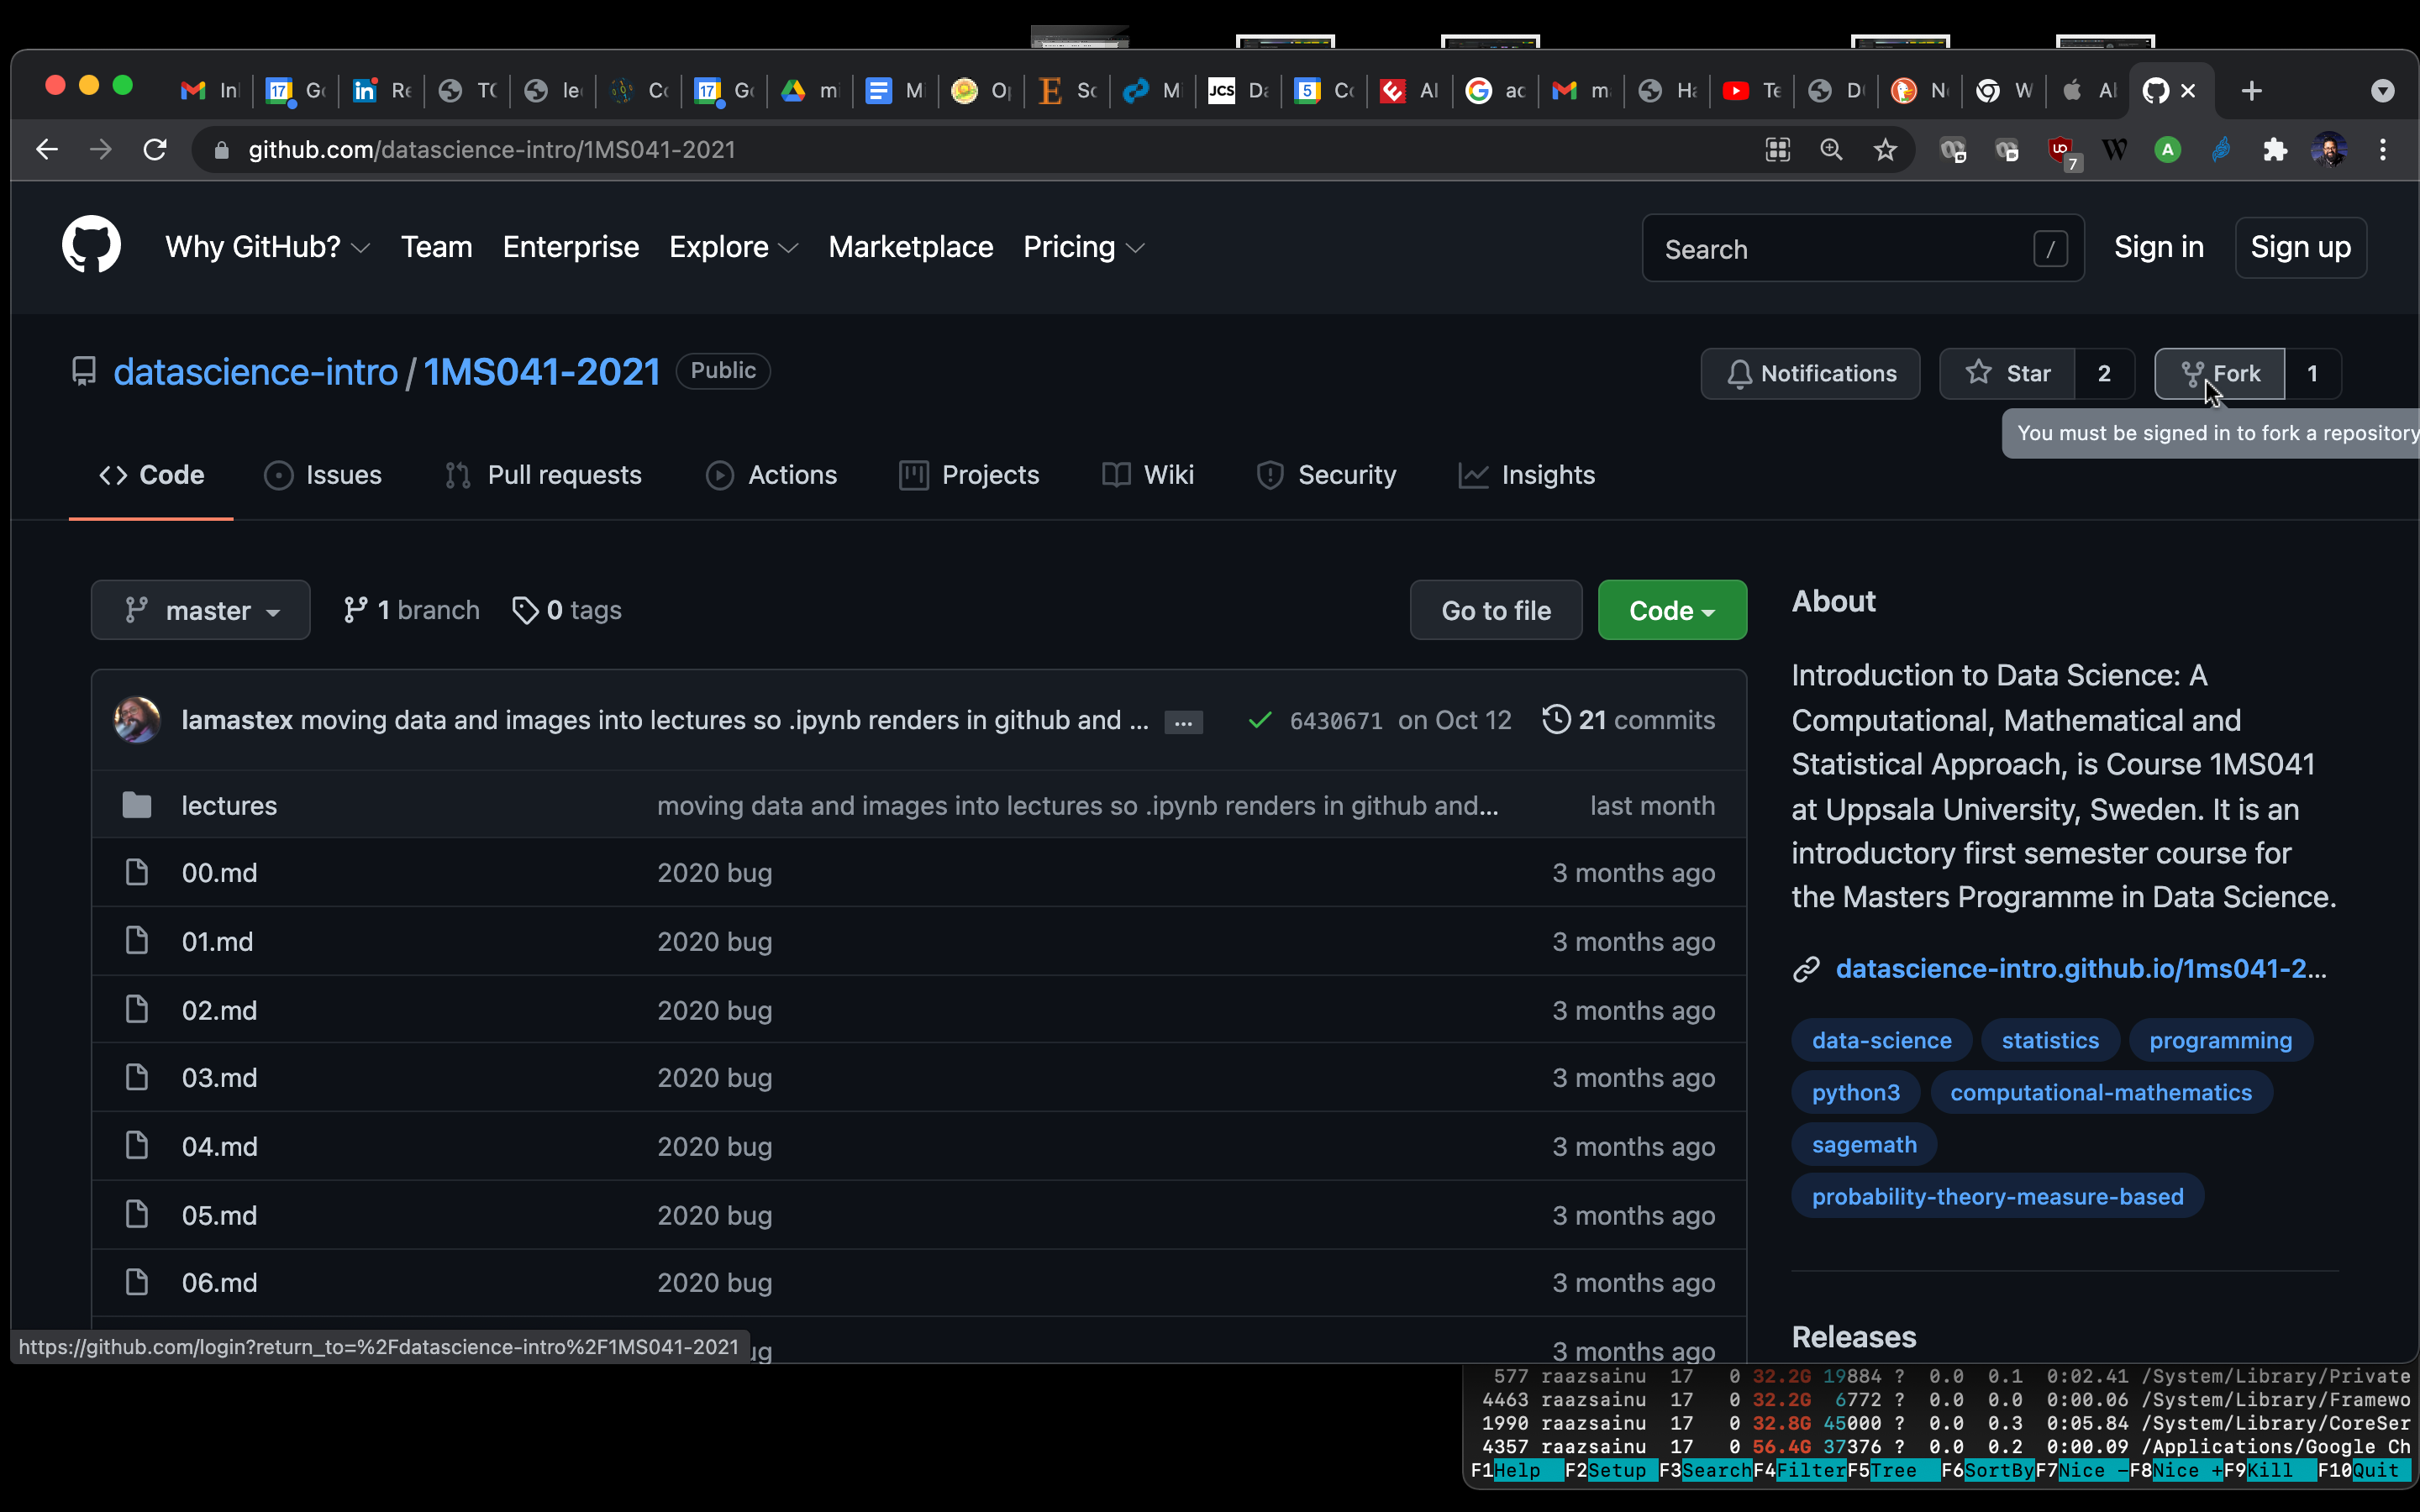 In Go Re TC le Co Go m Mi Op Sc Mi JCS Da Co AI ac m Ha Te D N W Al
github.com/datascience-intro/1MS041-2021
7
Why GitHub? Team Enterprise Explore Marketplace Pricing Search / Sign in Sign up
datascience-intro / 1MS041-2021 Public Notifications Star 2 Fork 1
You must be signed in to fork a repository
Code Issues Pull requests Actions Projects Wiki Security Insights
master 1 branch 0 tags Go to file Code
lamastex moving data and images into lectures so .ipynb renders in github and ... ... 6430671 on Oct 12 21 commits
lectures moving data and images into lectures so .ipynb renders in github and... last month
00.md 2020 bug 3 months ago
01.md 2020 bug 3 months ago
02.md 2020 bug 3 months ago
03.md 2020 bug 3 months ago
04.md 2020 bug 3 months ago
05.md 2020 bug 3 months ago
06.md 2020 bug 3 months ago
3 months ago
About
Introduction to Data Science: A
Computational, Mathematical and
Statistical Approach, is Course 1MS041
at Uppsala University, Sweden. It is an
introductory first semester course for
the Masters Programme in Data Science.
datascience-intro.github.io/1ms041-2...
data-science statistics programming
python3 computational-mathematics
sagemath
probability-theory-measure-based
Releases
https://github.com/login?return_to=%2Fdatascience-intro%2F1MS041-2021
577 raazsainu 17 0 32.2G 19884 ? 0.0 0.1 0:02.41 /System/Library/Private
4463 raazsainu 17 0 32.2G 6772 ? 0.0 0.0 0:00.06 /System/Library/Framewo
1990 raazsainu 17 0 32.8G 45000 ? 0.0 0.3 0:05.84 /System/Library/CoreSer
4357 raazsainu 17 0 56.4G 37376 ? 0.0 0.2 0:00.09 /Applications/Google Ch
F1Help F2Setup F3SearchF4FilterF5Tree F6SortByF7Nice -F8Nice +F9Kill F10Quit